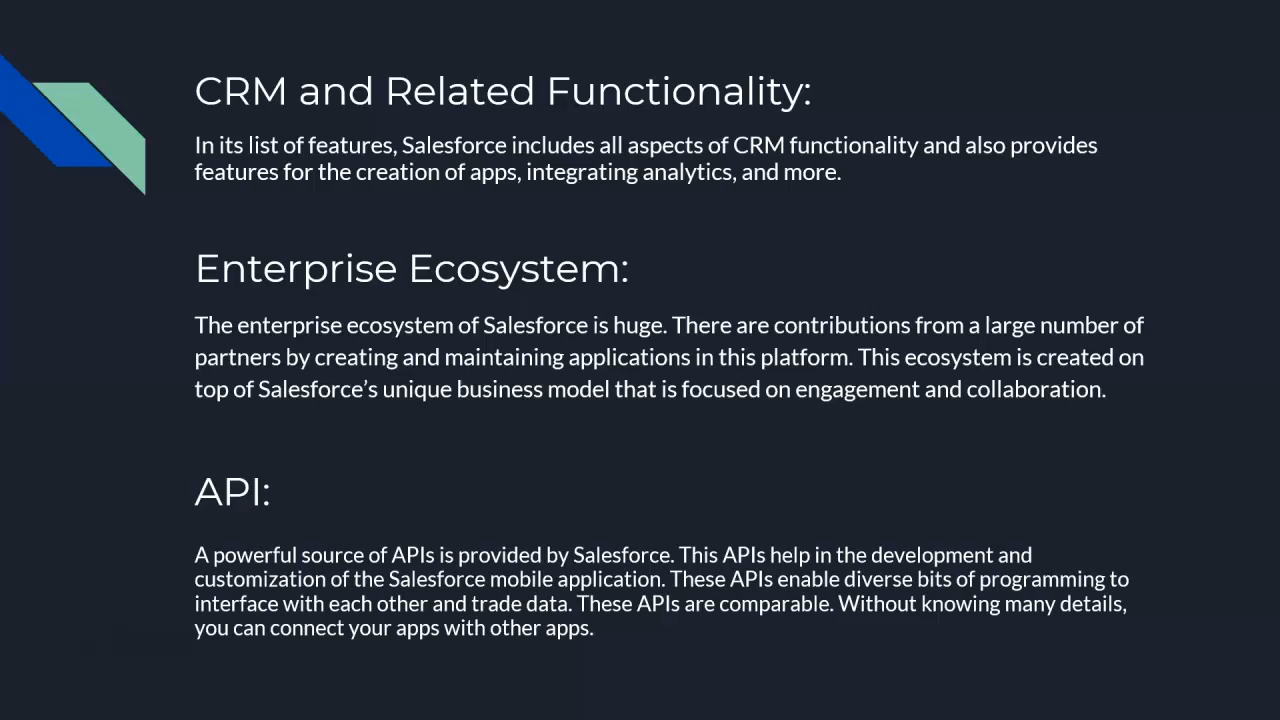 CRM and Related Functionality:
In its list of features, Salesforce includes all aspects of CRM functionality and also provides
features for the creation of apps, integrating analytics, and more.
Enterprise Ecosystem:
The enterprise ecosystem of Salesforce is huge. There are contributions from a large number of
partners by creating and maintaining applications in this platform. This ecosystem is created on
top of Salesforce’s unique business model that is focused on engagement and collaboration.
API:
A powerful source of APIs is provided by Salesforce. This APIs help in the development and
customization of the Salesforce mobile application. These APIs enable diverse bits of programming to
interface with each other and trade data. These APIs are comparable. Without knowing many details,
you can connect your apps with other apps.